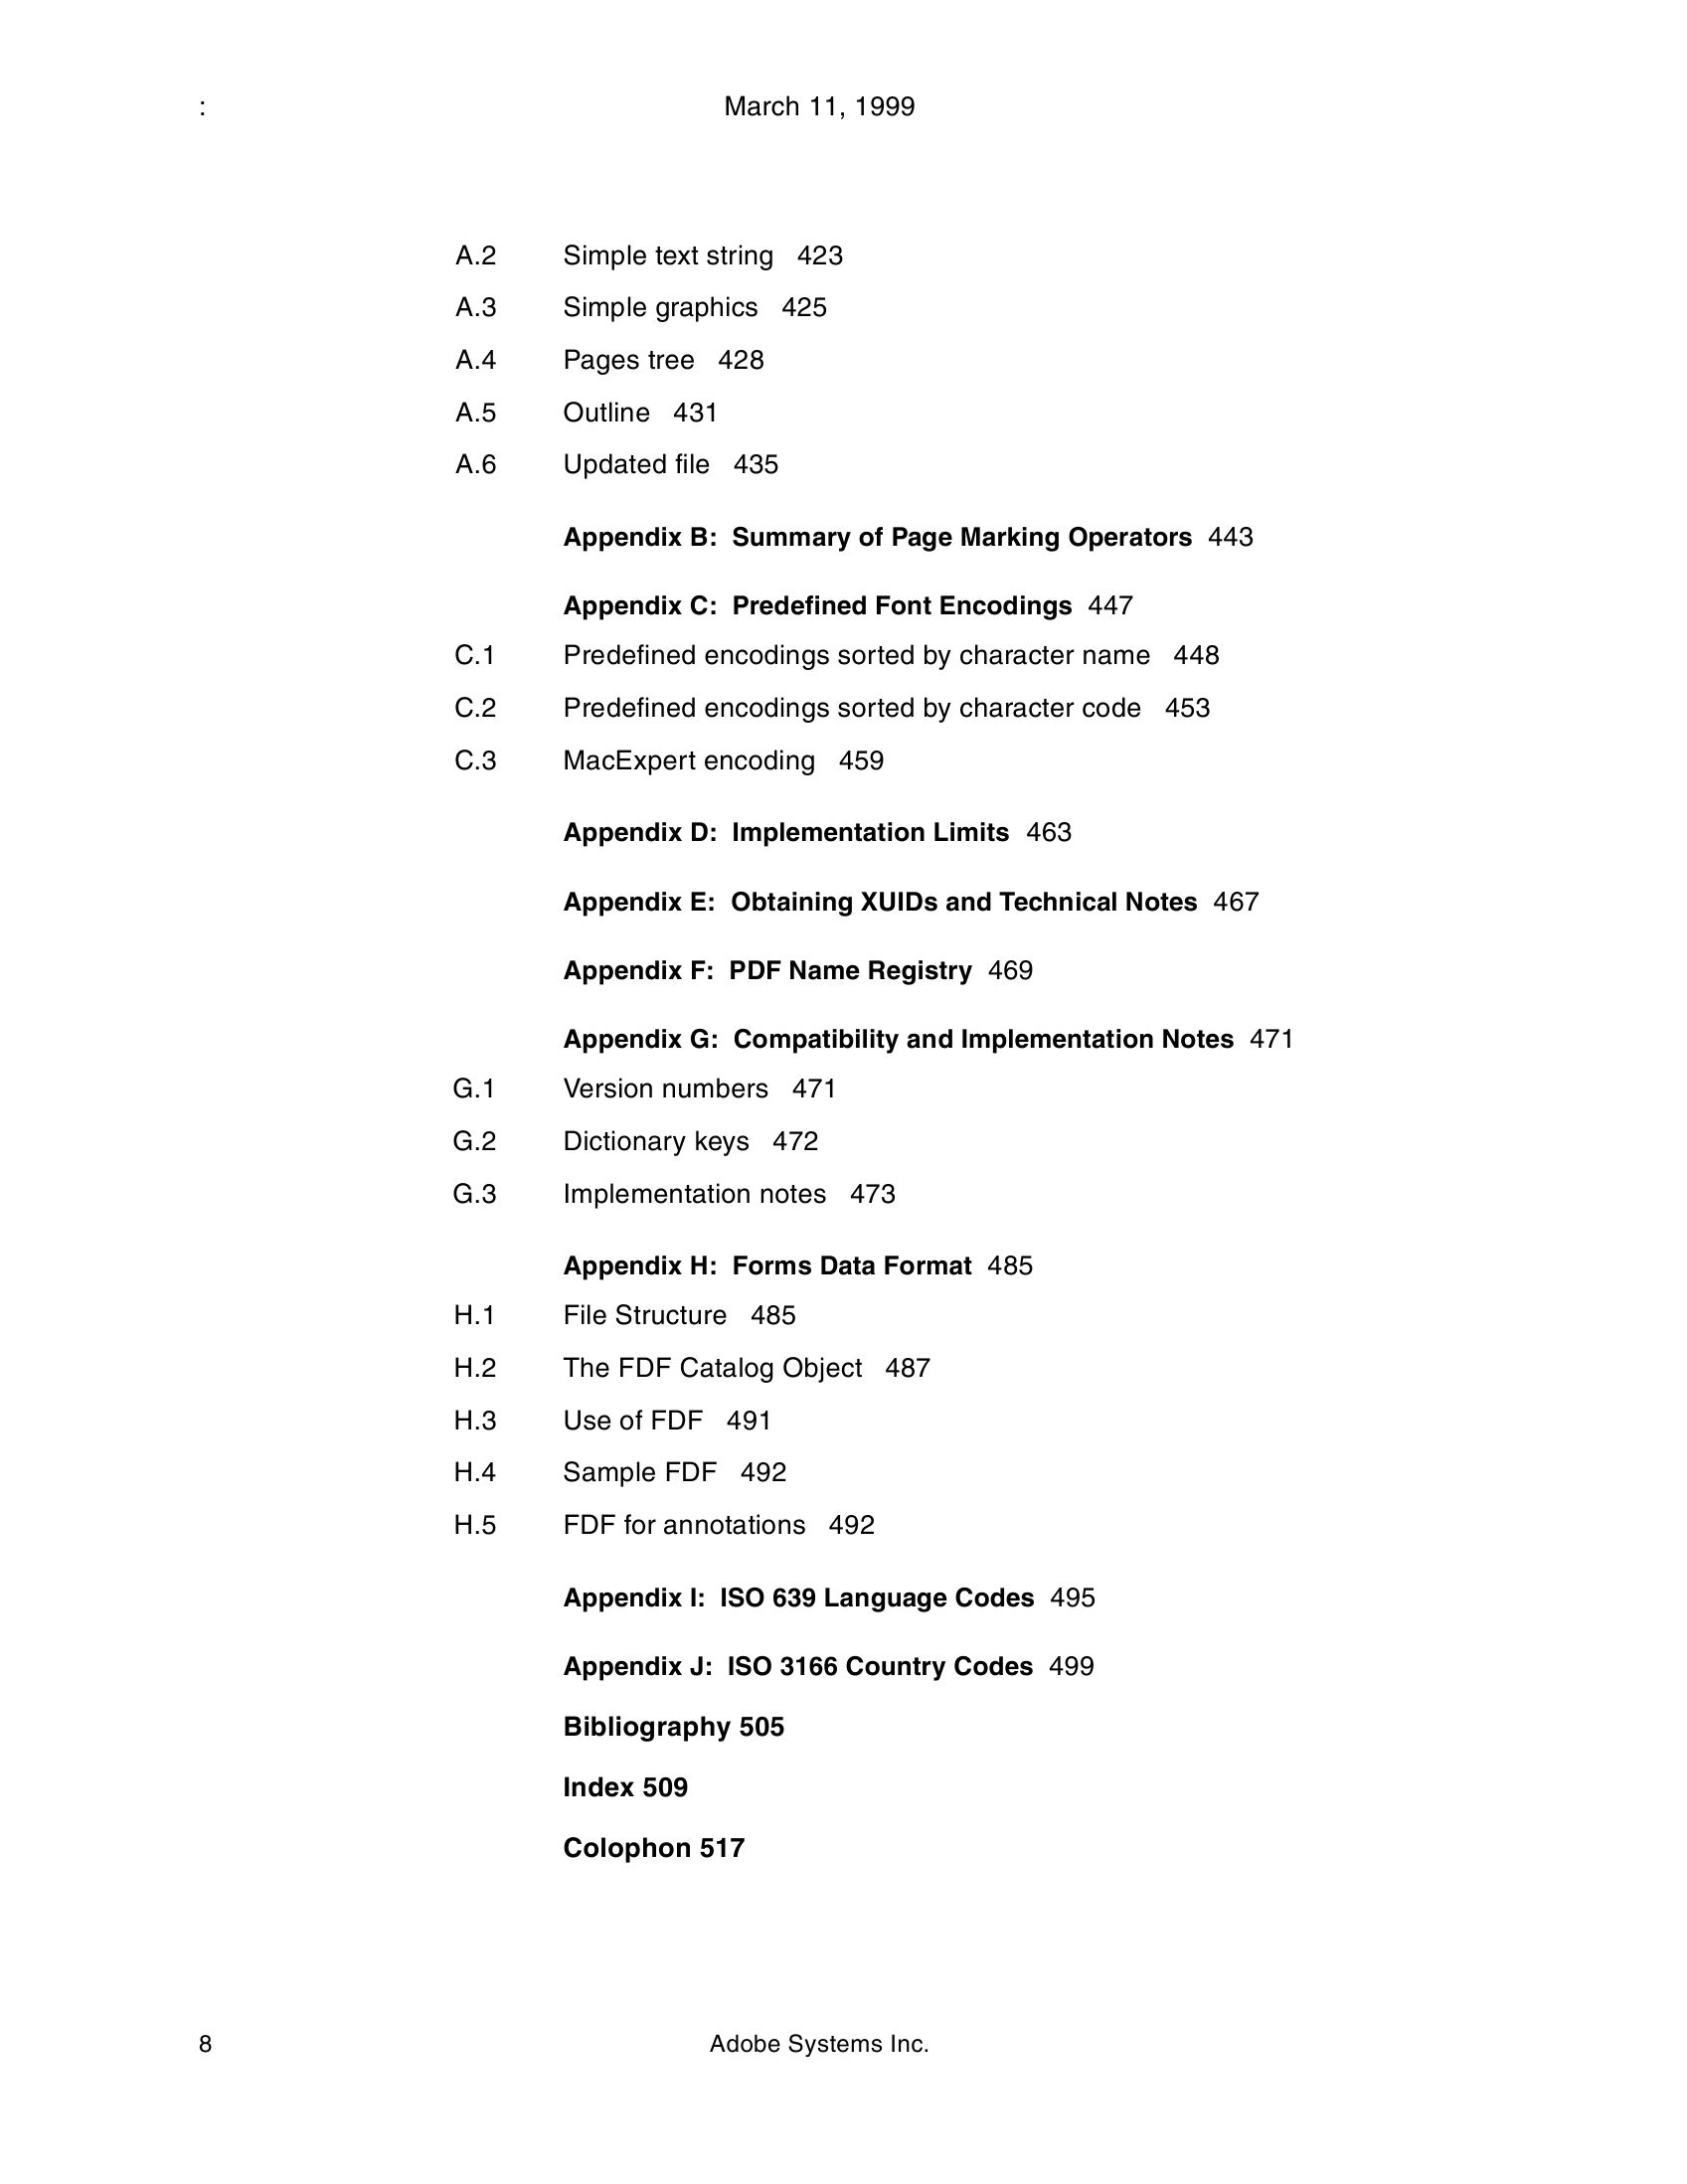 : March 11, 1999
A.2 Simple text string 423
A.3 Simple graphics 425
A.4 Pages tree 428
A.5 Outline 431
A.6 Updated file 435
Appendix B: Summary of Page Marking Operators 443
Appendix C: Predefined Font Encodings 447
C.1 Predefined encodings sorted by character name 448
C.2 Predefined encodings sorted by character code 453
C.3 MacExpert encoding 459
Appendix D: Implementation Limits 463
Appendix E: Obtaining XUIDs and Technical Notes 467
Appendix F: PDF Name Registry 469
Appendix G: Compatibility and Implementation Notes 471
G.1 Version numbers 471
G.2 Dictionary keys 472
G.3 Implementation notes 473
Appendix H: Forms Data Format 485
H.1 File Structure 485
H.2 The FDF Catalog Object 487
H.3 Use of FDF 491
H.4 Sample FDF 492
H.5 FDF for annotations 492
Appendix I: ISO 639 Language Codes 495
Appendix J: ISO 3166 Country Codes 499
Bibliography 505
Index 509
Colophon 517
8 Adobe Systems Inc.